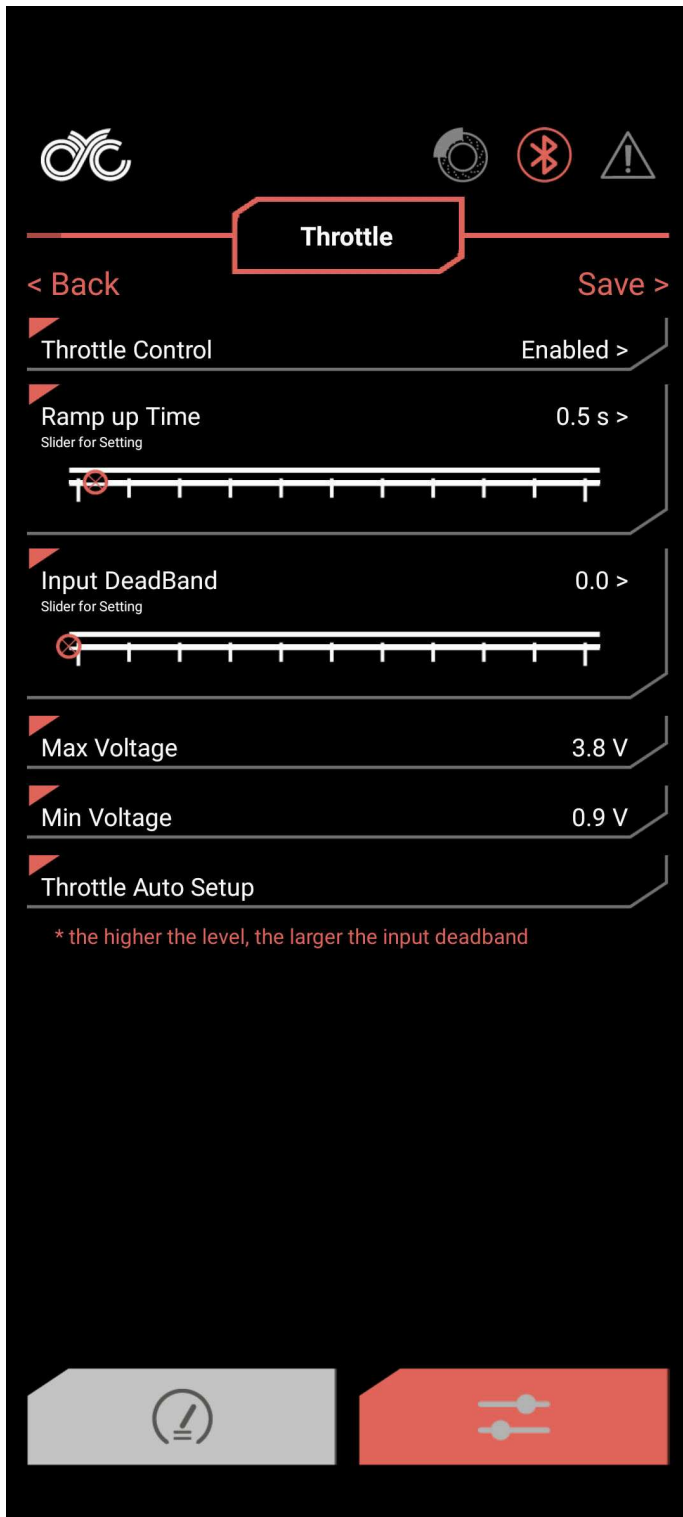 Throttle
< Back
Save >
Throttle Control
Enabled >
Ramp up Time
0.5 s >
Slider for Setting
Input DeadBand
0.0 >
Slider for Setting
Max Voltage
3.8 V
Min Voltage
0.9 V
Throttle Auto Setup
* the higher the level, the larger the input deadband